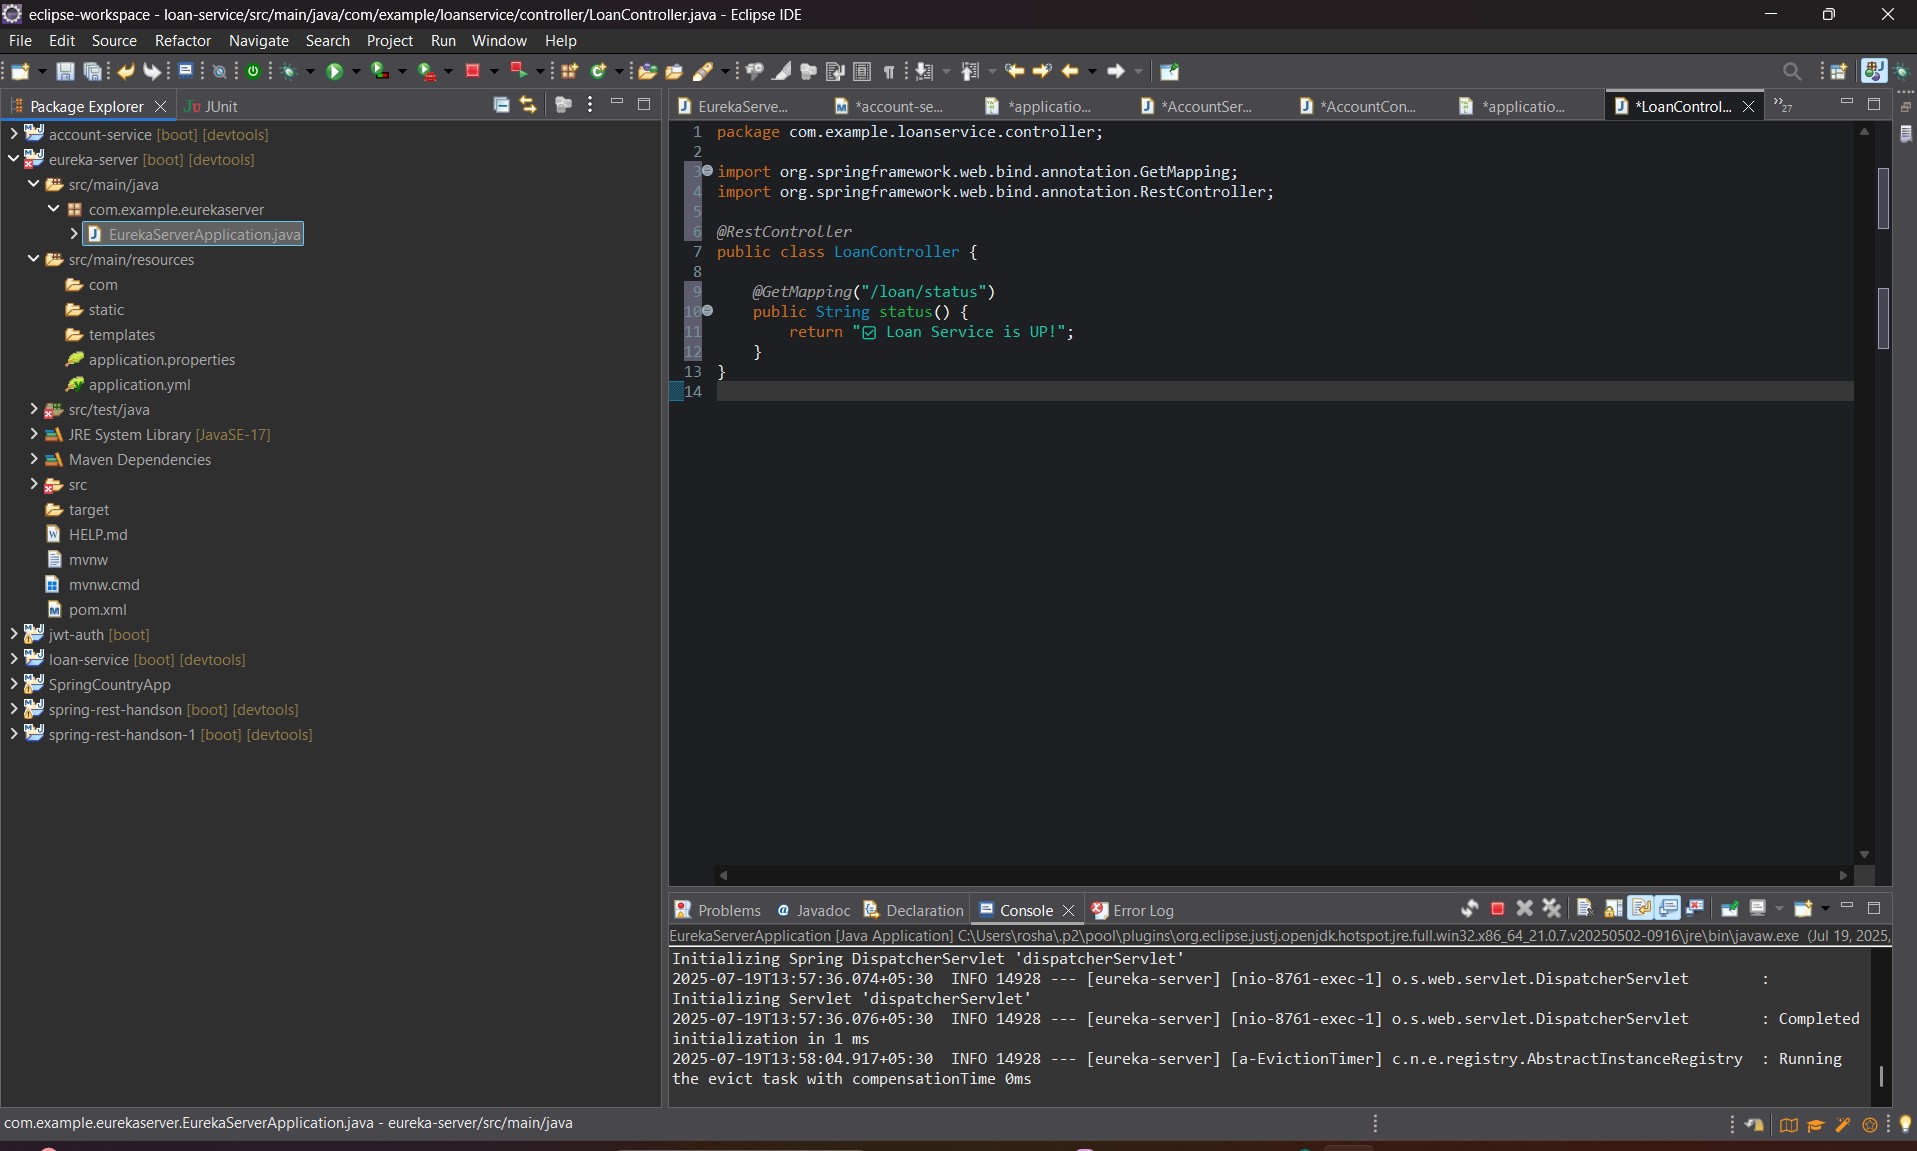 eclipse-workspace - loan-service/src/main/java/com/example/loanservice/controller/LoanController.java - Eclipse IDE
File Edit Source Refactor Navigate Search Project Run Window Help
Package Explorer JUnit
account-service [boot] [devtools]
eureka-server [boot] [devtools]
src/main/java
com.example.eurekaserver
EurekaServerApplication.java
src/main/resources
com
static
templates
application.properties
application.yml
src/test/java
JRE System Library [JavaSE-17]
Maven Dependencies
src
target
HELP.md
mvnw
mvnw.cmd
pom.xml
jwt-auth [boot]
loan-service [boot] [devtools]
SpringCountryApp
spring-rest-handson [boot] [devtools]
spring-rest-handson-1 [boot] [devtools]
EurekaServe... *account-se... *applicatio... *AccountSer... *AccountCon... *applicatio... *LoanControl... »27
1 package com.example.loanservice.controller;
2
3 import org.springframework.web.bind.annotation.GetMapping;
4 import org.springframework.web.bind.annotation.RestController;
5
6 @RestController
7 public class LoanController {
8
9 @GetMapping("/loan/status")
10 public String status() {
11 return "☑ Loan Service is UP!";
12 }
13 }
14
Problems @ Javadoc Declaration Console Error Log
EurekaServerApplication [Java Application] C:\Users\rosha\.p2\pool\plugins\org.eclipse.justj.openjdk.hotspot.jre.full.win32.x86_64_21.0.7.v20250502-0916\jre\bin\javaw.exe (Jul 19, 2025,
Initializing Spring DispatcherServlet 'dispatcherServlet'
2025-07-19T13:57:36.074+05:30 INFO 14928 --- [eureka-server] [nio-8761-exec-1] o.s.web.servlet.DispatcherServlet :
Initializing Servlet 'dispatcherServlet'
2025-07-19T13:57:36.076+05:30 INFO 14928 --- [eureka-server] [nio-8761-exec-1] o.s.web.servlet.DispatcherServlet : Completed
initialization in 1 ms
2025-07-19T13:58:04.917+05:30 INFO 14928 --- [eureka-server] [a-EvictionTimer] c.n.e.registry.AbstractInstanceRegistry : Running
the evict task with compensationTime 0ms
com.example.eurekaserver.EurekaServerApplication.java - eureka-server/src/main/java